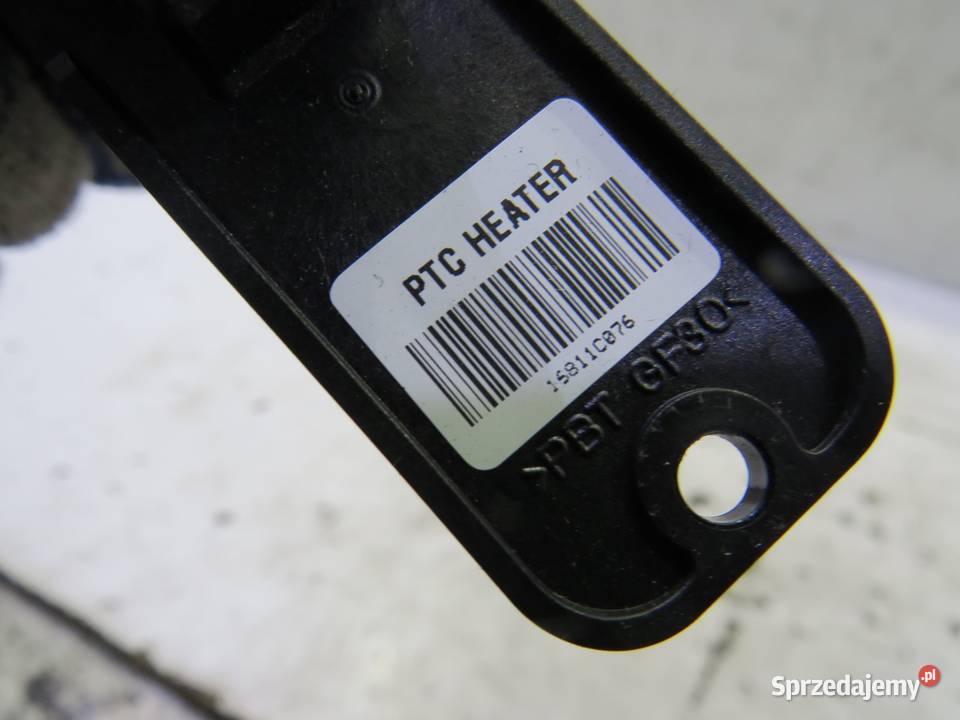 PTC HEATER
16811C076
>PBT GF30<
Sprzedajemy.pl